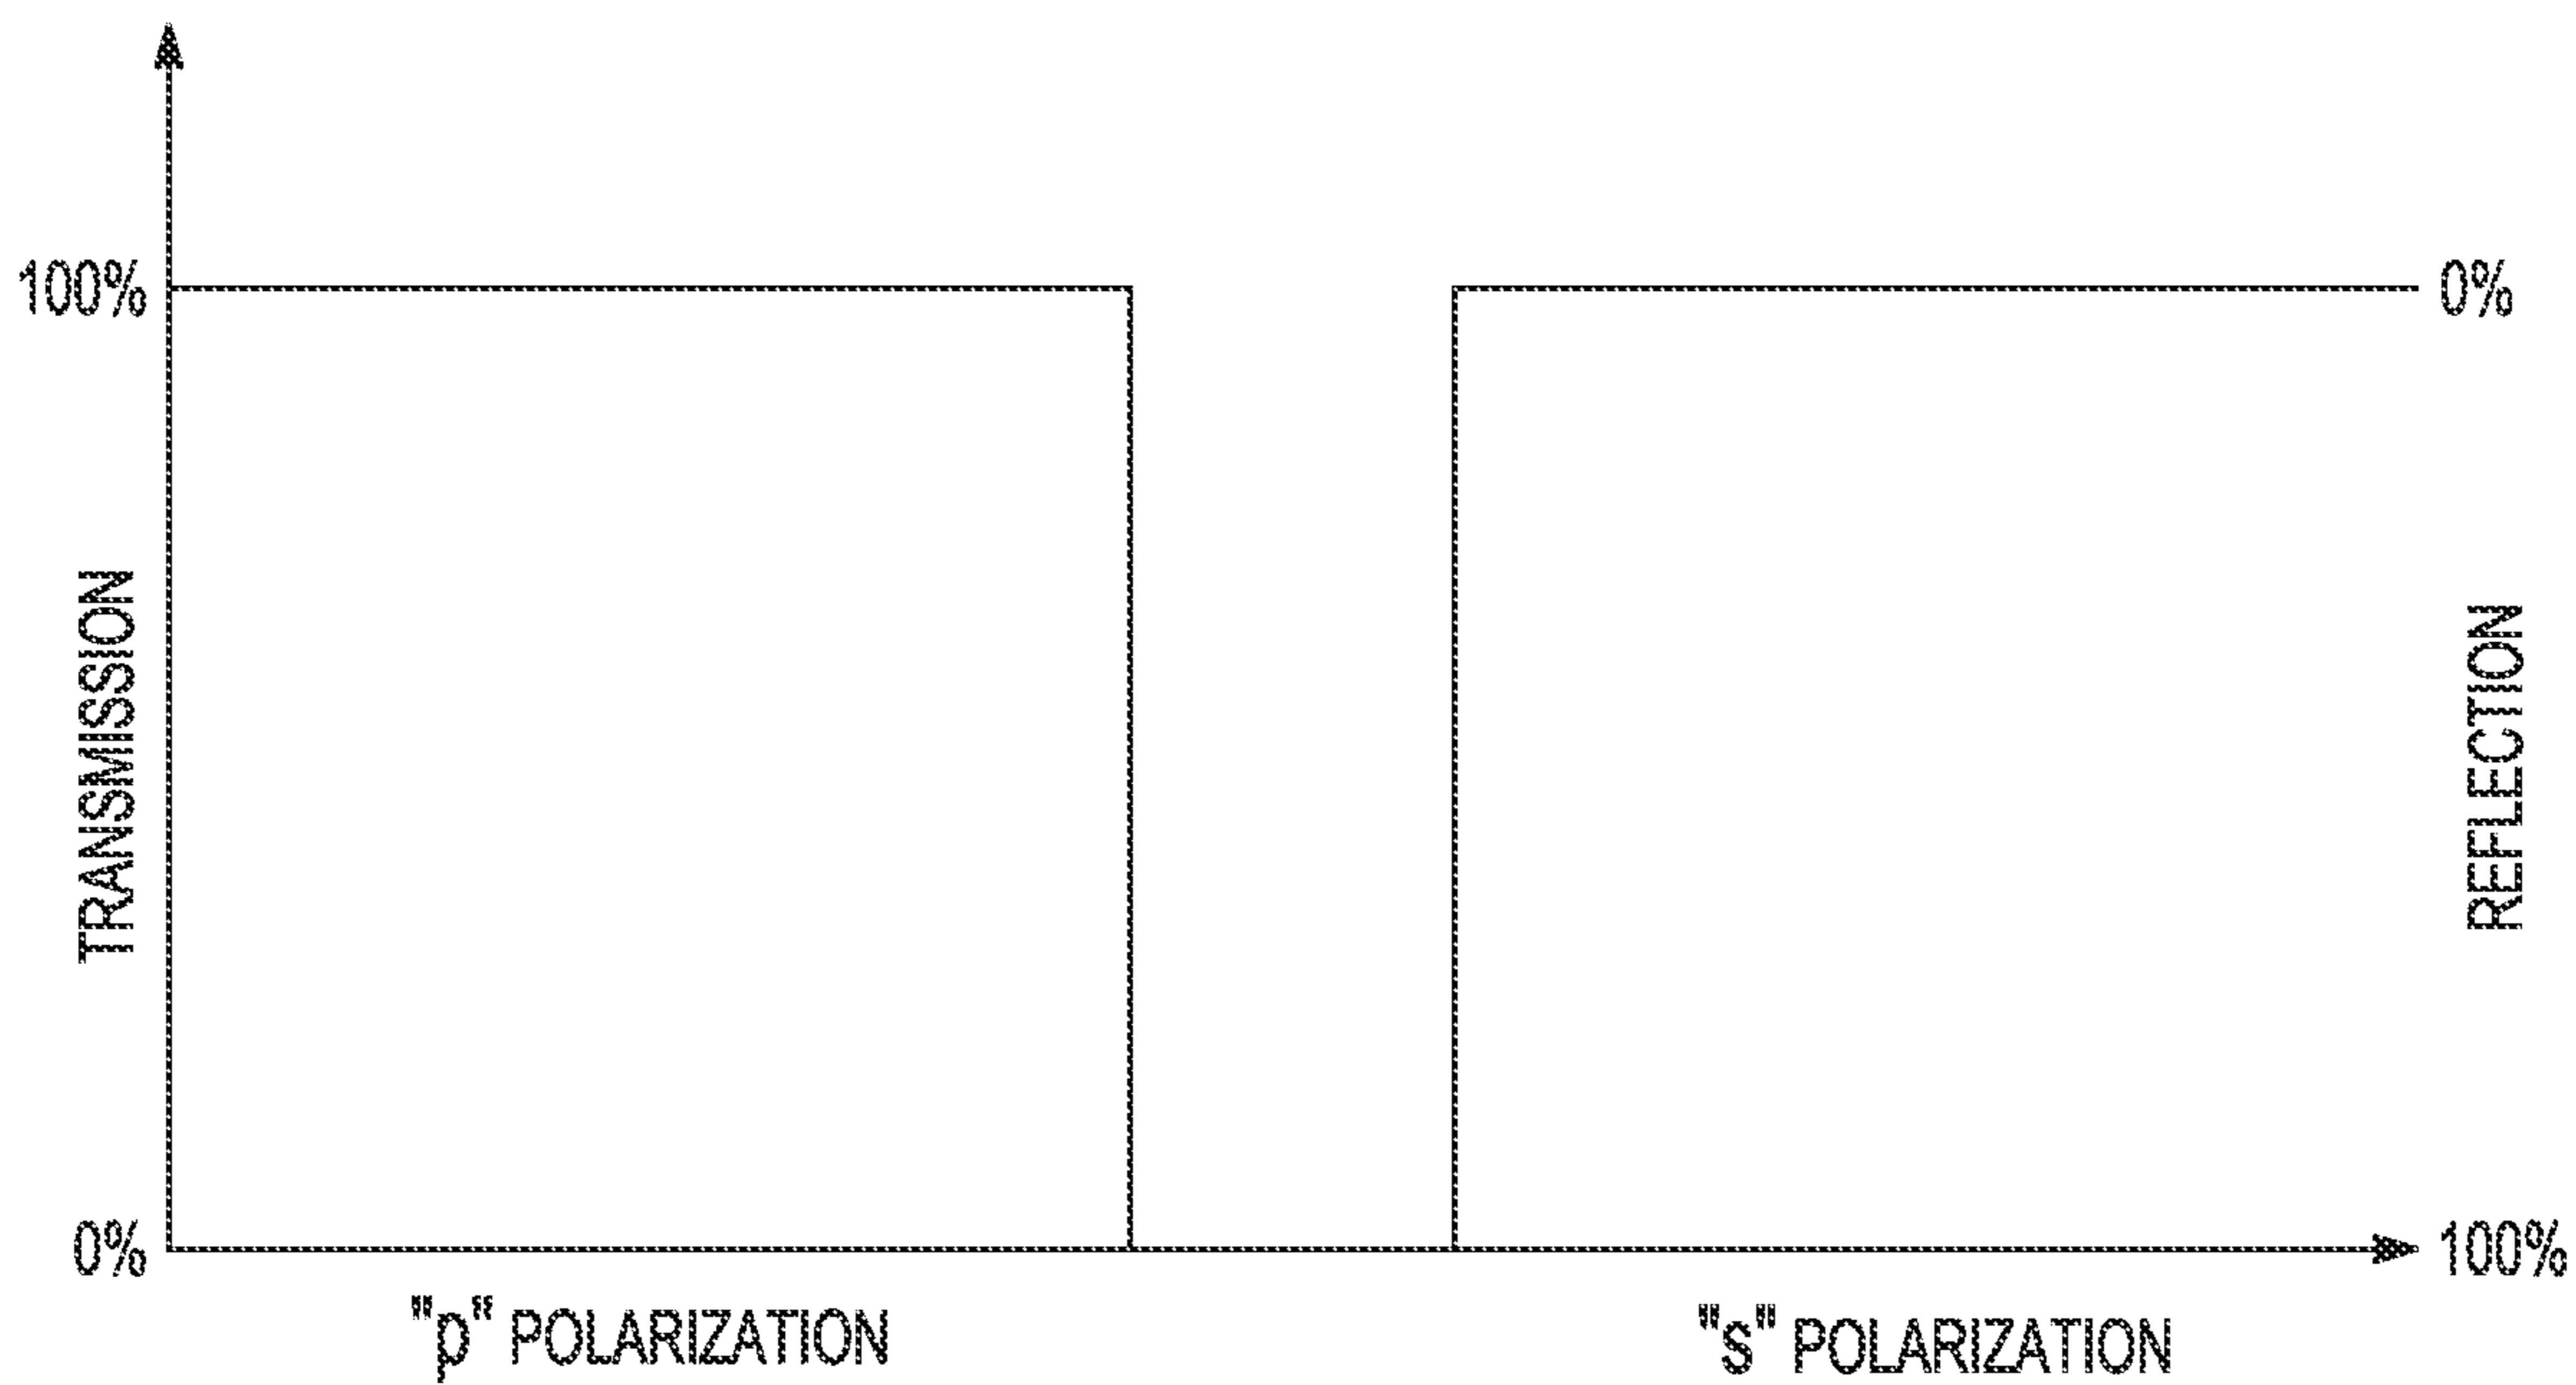 100%
0%
TRANSMISSION
REFLECTION
0%
100%
"p" POLARIZATION
"s" POLARIZATION